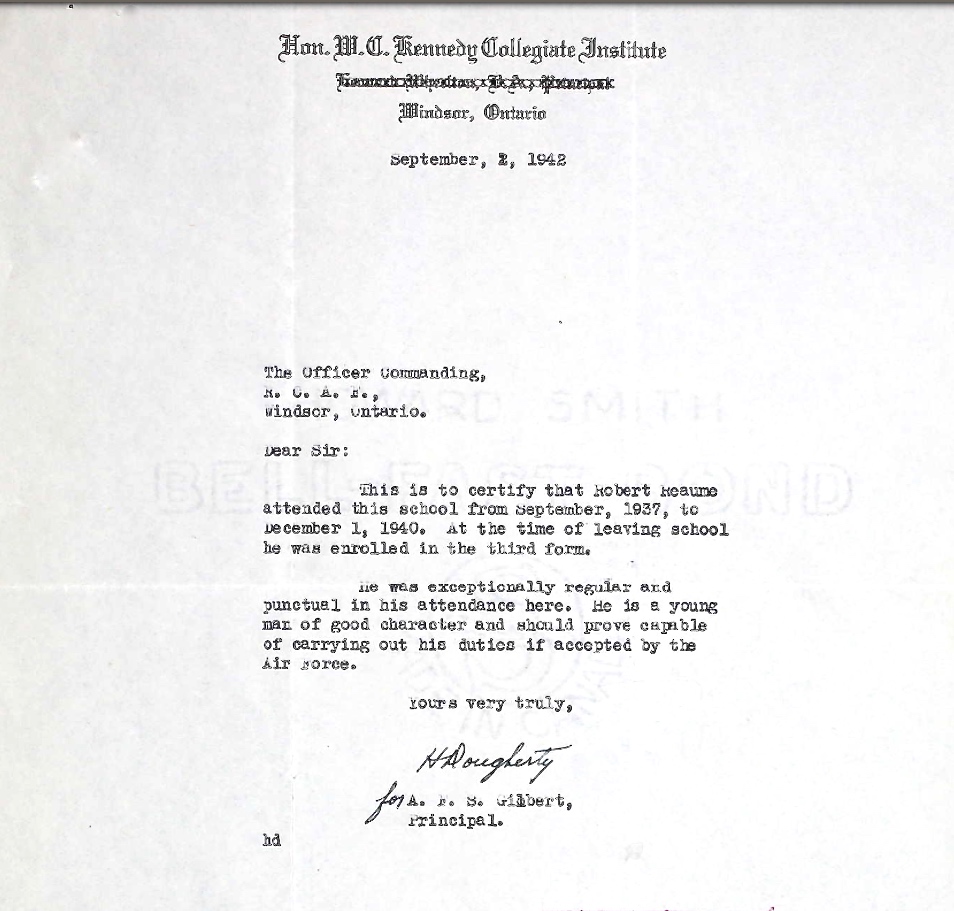 Hon. W.C. Kennedy Collegiate Institute
Windsor, Ontario
September, 2, 1942
The Officer Commanding,
R. C. A. F.,
Windsor, Ontario.
Dear Sir:
This is to certify that Robert Reaume
attended this school from September, 1937, to
December 1, 1940. At the time of leaving school
he was enrolled in the third form.
He was exceptionally regular and
punctual in his attendance here. He is a young
man of good character and should prove capable
of carrying out his duties if accepted by the
Air Force.
Yours very truly,
H Dougherty
for A. F. S. Gilbert,
Principal.
hd
SMITH
BELL-FAST BOND